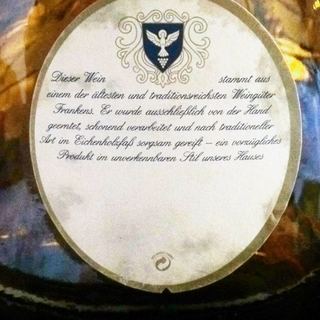 Dieser Wein stammt aus
einem der ältesten und traditionsreichsten Weingüter
Frankens. Er wurde ausschließlich von der Hand
geerntet, schonend verarbeitet und nach traditioneller
Art im Eichenholzfaß sorgsam gereift – ein vorzügliches
Produkt im unverkennbaren Stil unseres Hauses